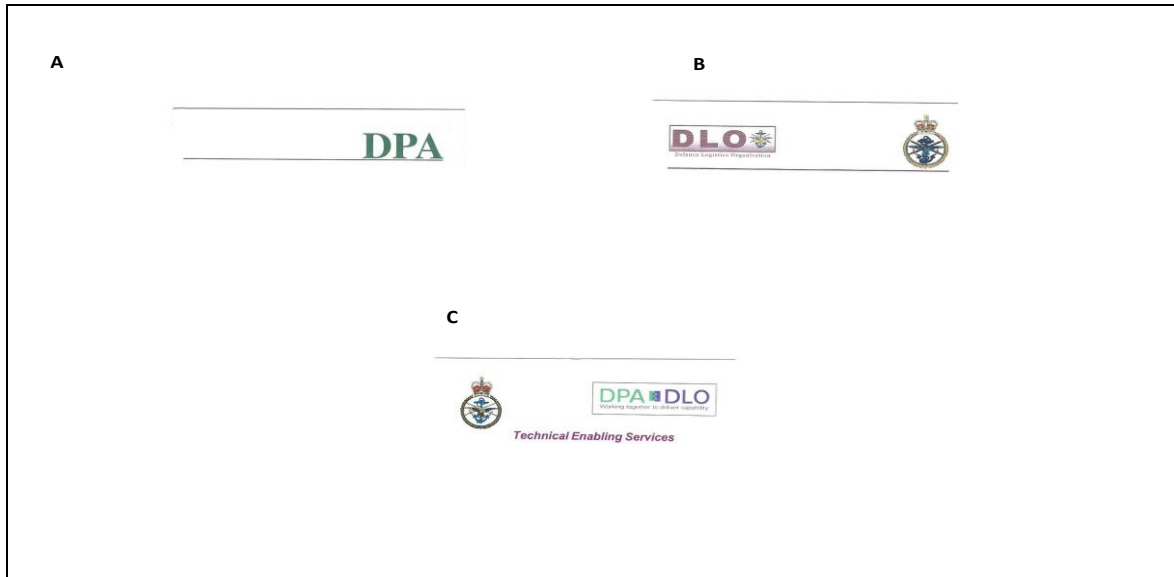 A
DPA
B
DLO
Defence Logistics Organisation
C
DPA DLO
Working together to deliver capability
Technical Enabling Services